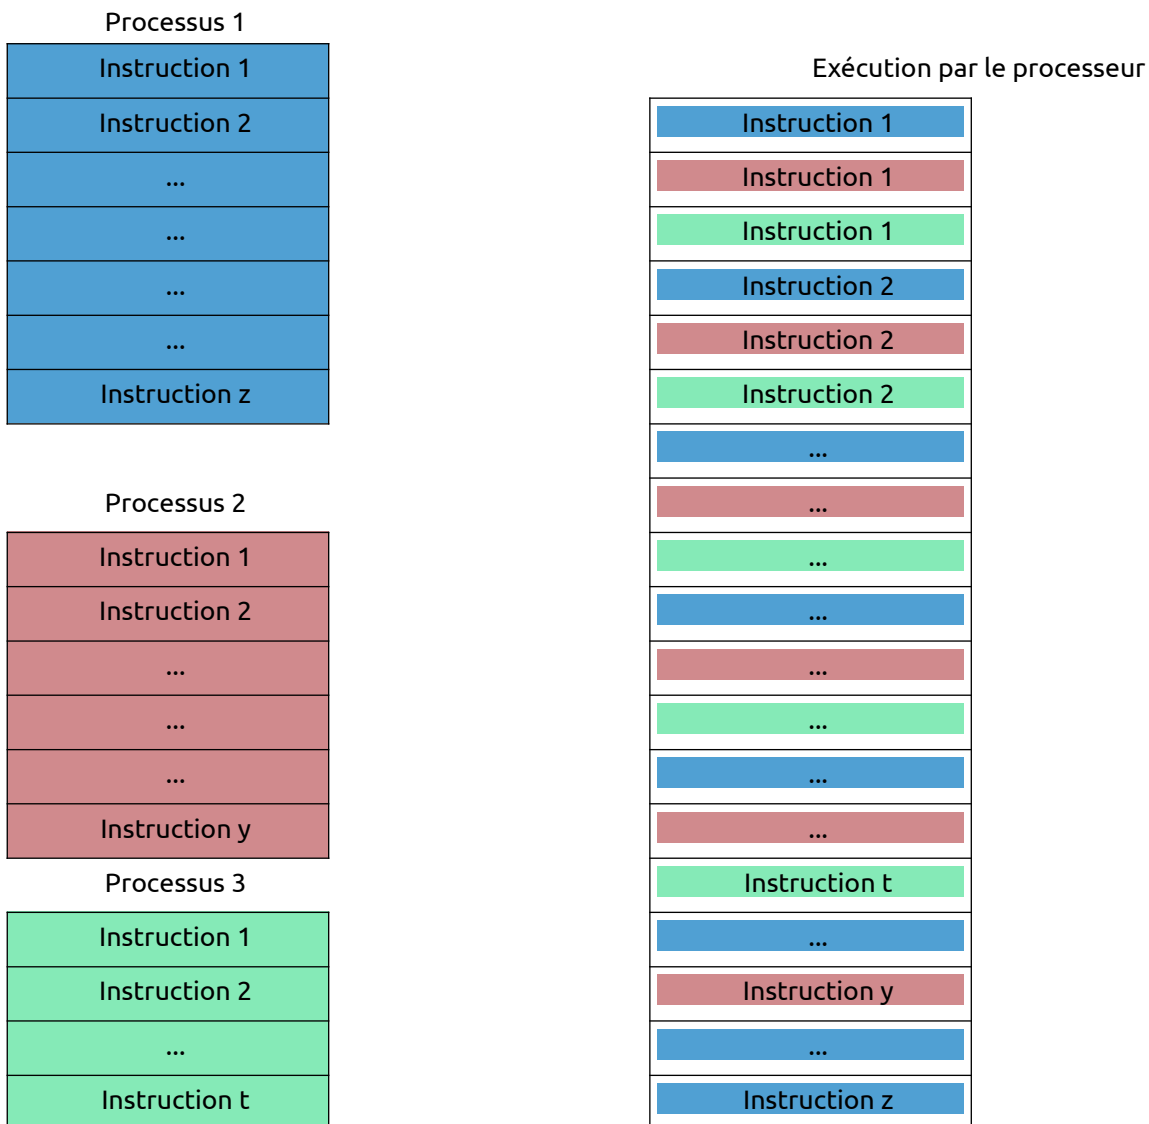 Processus 1
Instruction 1
Instruction 2
...
...
...
...
Instruction z
Processus 2
Instruction 1
Instruction 2
...
...
...
Instruction y
Processus 3
Instruction 1
Instruction 2
...
Instruction t
Exécution par le processeur
Instruction 1
Instruction 1
Instruction 1
Instruction 2
Instruction 2
Instruction 2
...
...
...
...
...
...
...
...
Instruction t
...
Instruction y
...
Instruction z